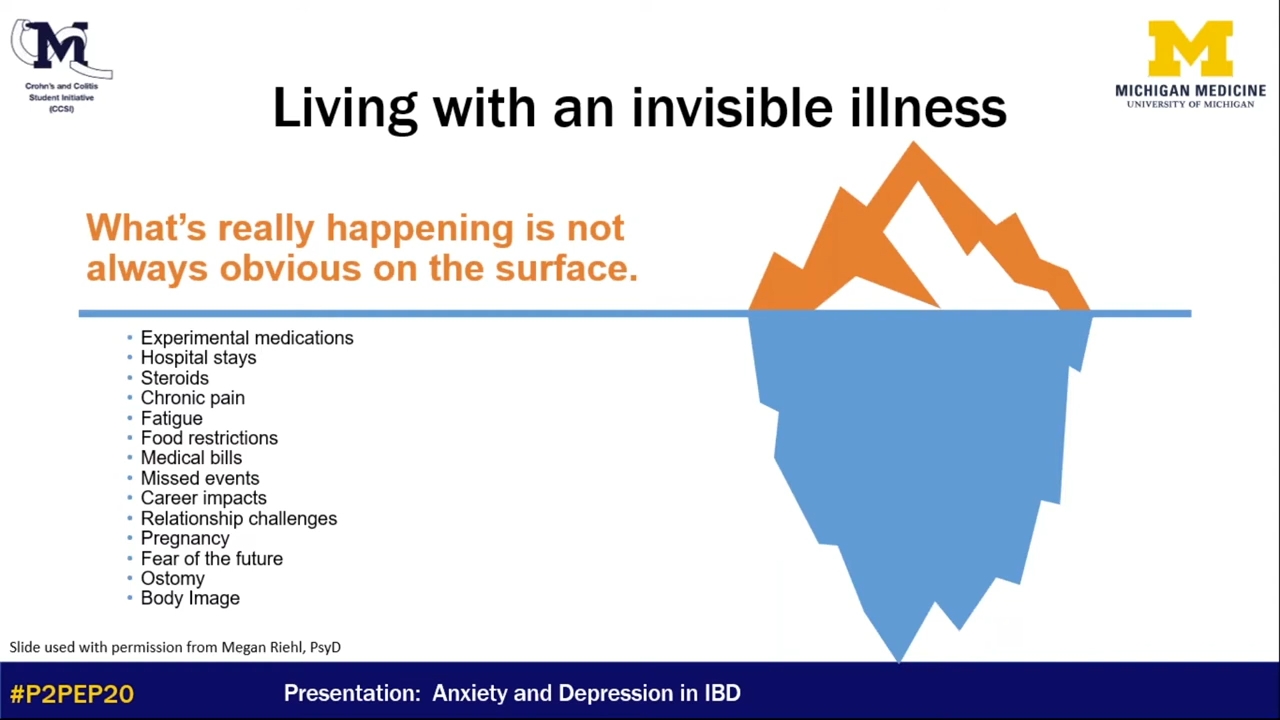 M
Crohn's and Colitis
Student Initiative
(CCSI)
M
MICHIGAN MEDICINE
UNIVERSITY OF MICHIGAN
Living with an invisible illness
What's really happening is not
always obvious on the surface.
• Experimental medications
• Hospital stays
• Steroids
• Chronic pain
• Fatigue
• Food restrictions
• Medical bills
• Missed events
• Career impacts
• Relationship challenges
• Pregnancy
• Fear of the future
• Ostomy
• Body Image
Slide used with permission from Megan Riehl, PsyD
#P2PEP20
Presentation: Anxiety and Depression in IBD